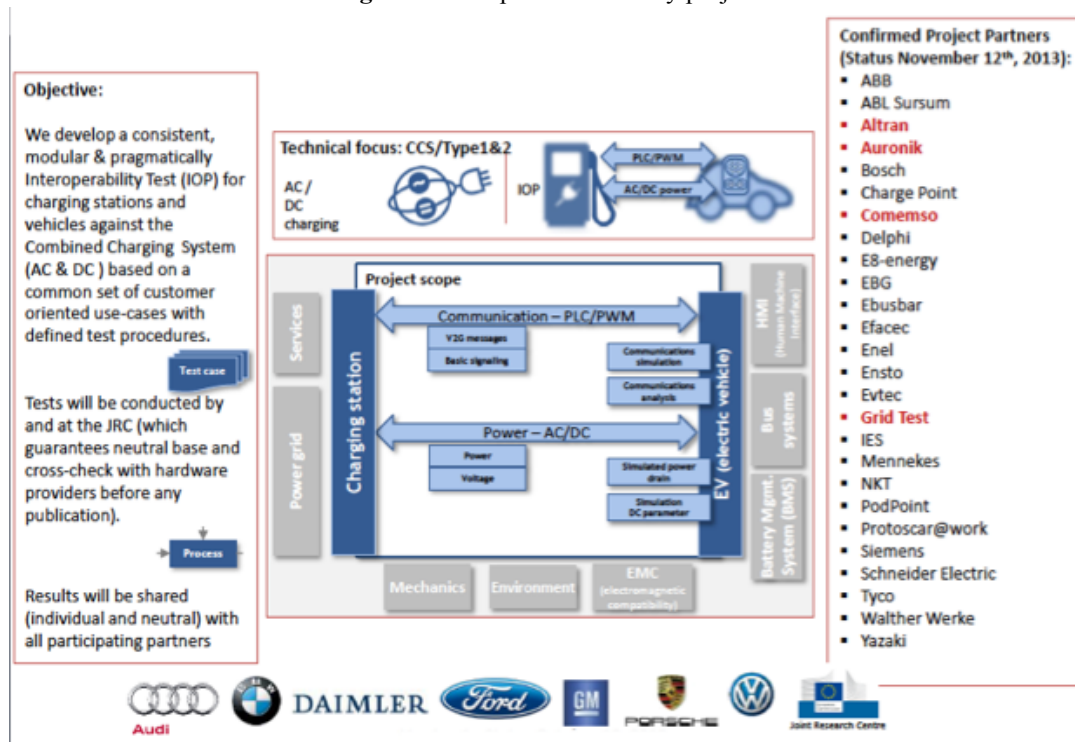 Objective:
We develop a consistent,
modular & pragmatically
Interoperability Test (IOP) for
charging stations and
vehicles against the
Combined Charging System
(AC & DC ) based on a
common set of customer
oriented use-cases with
defined test procedures.
Test case
Tests will be conducted by
and at the JRC (which
guarantees neutral base and
cross-check with hardware
providers before any
publication).
Process
Results will be shared
(individual and neutral) with
all participating partners
Technical focus: CCS/Type1&2
AC /
DC
charging
IOP
PLC/PWM
AC/DC power
Project scope
Services
Power grid
Charging station
Communication – PLC/PWM
V2G messages
Basic signaling
Communications
simulation
Communications
analysis
Power – AC/DC
Power
Voltage
Simulated power
drain
Simulation
DC parameter
EV (electric vehicle)
HMI
(Human Machine
Interface)
Bus
systems
Battery Mgmt.
System (BMS)
Mechanics
Environment
EMC
(electromagnetic
compatibility)
Confirmed Project Partners
(Status November 12th, 2013):
▪ ABB
▪ ABL Sursum
▪ Altran
▪ Auronik
▪ Bosch
▪ Charge Point
▪ Comemso
▪ Delphi
▪ E8-energy
▪ EBG
▪ Ebusbar
▪ Efacec
▪ Enel
▪ Ensto
▪ Evtec
▪ Grid Test
▪ IES
▪ Mennekes
▪ NKT
▪ PodPoint
▪ Protoscar@work
▪ Siemens
▪ Schneider Electric
▪ Tyco
▪ Walther Werke
▪ Yazaki
Audi
BMW
DAIMLER
Ford
GM
PORSCHE
Joint Research Centre